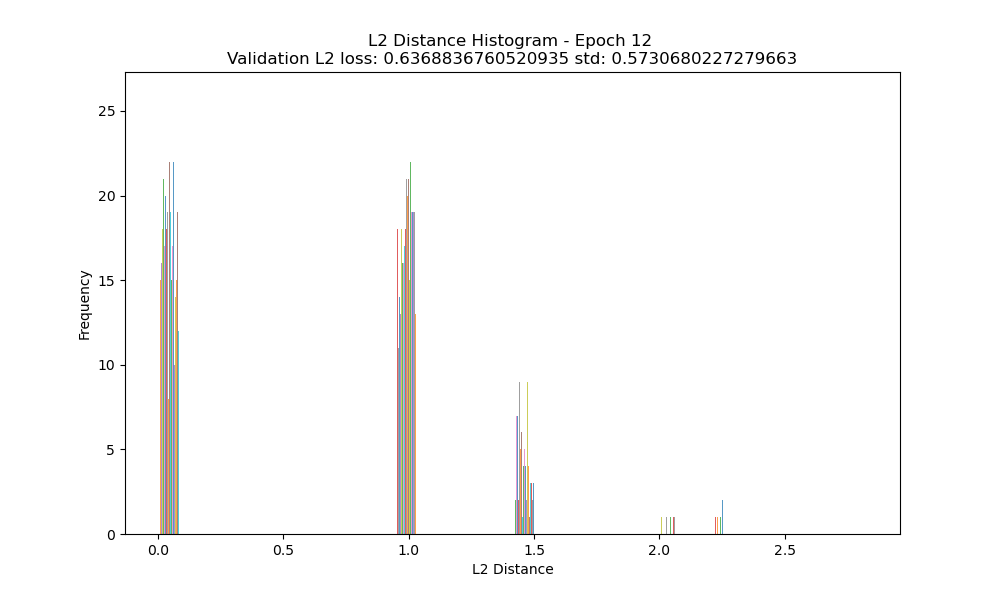 L2 Distance Histogram - Epoch 12
Validation L2 loss: 0.6368836760520935 std: 0.5730680227279663
Frequency
25
20
15
10
5
0
0.0 0.5 1.0 1.5 2.0 2.5
L2 Distance